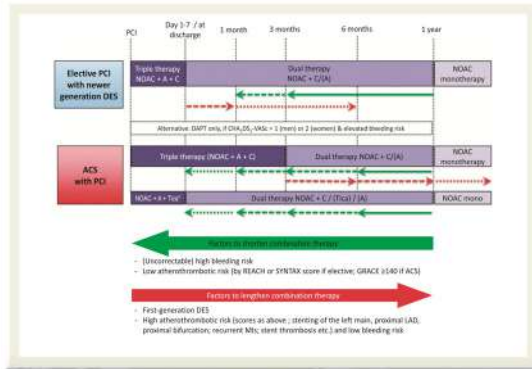 Day 1-7 / at
discharge
PCI
1 month
3 months
6 months
1 year
Elective PCI
with newer
generation DES
Triple therapy
NOAC + A + C
Dual therapy
NOAC + C/(A)
NOAC
monotherapy
Alternative: DAPT only, if CHA₂DS₂-VASc = 1 (men) or 2 (women) & elevated bleeding risk
ACS
with PCI
Triple therapy (NOAC + A + C)
Dual therapy NOAC + C/(A)
NOAC
monotherapy
NOAC + A +
Dual therapy NOAC + C / (Tica) / (A)
NOAC mono
Factors to shorten combination therapy
- (Uncorrectable) high bleeding risk
- Low atherothrombotic risk (by REACH or SYNTAX score if elective; GRACE ≥140 if ACS)
Factors to lengthen combination therapy
- First-generation DES
- High atherothrombotic risk (scores as above ; stenting of the left main, proximal LAD,
proximal bifurcation; recurrent MIs; stent thrombosis etc.) and low bleeding risk